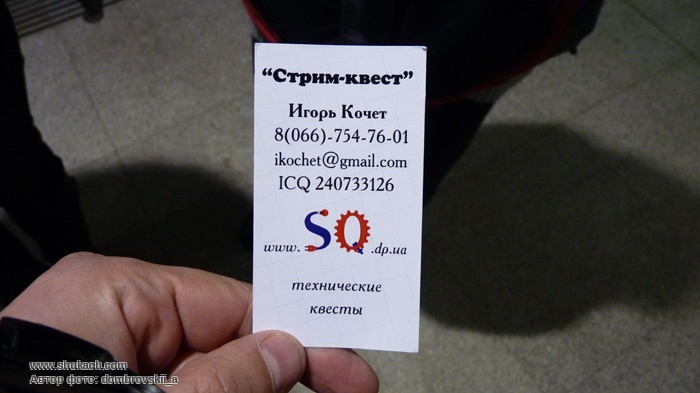 “Стрим-квест”
Игорь Кочет
8(066)-754-76-01
ikochet@gmail.com
ICQ 240733126
www.SQ.dp.ua
технические
квесты
www.shukach.com
Автор фото: dombrovskii_a